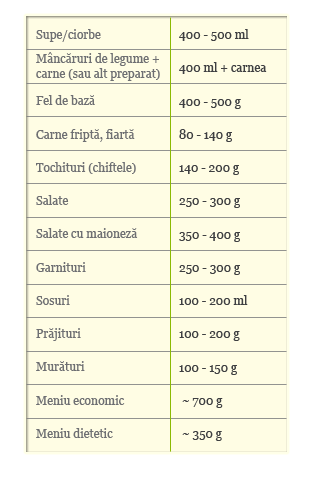 Supe/ciorbe 400 - 500 ml
Mâncăruri de legume +
carne (sau alt preparat) 400 ml + carnea
Fel de bază 400 - 500 g
Carne friptă, fiartă 80 - 140 g
Tochituri (chiftele) 140 - 200 g
Salate 250 - 300 g
Salate cu maioneză 350 - 400 g
Garnituri 250 - 300 g
Sosuri 100 - 200 ml
Prăjituri 100 - 200 g
Murături 100 - 150 g
Meniu economic ~ 700 g
Meniu dietetic ~ 350 g